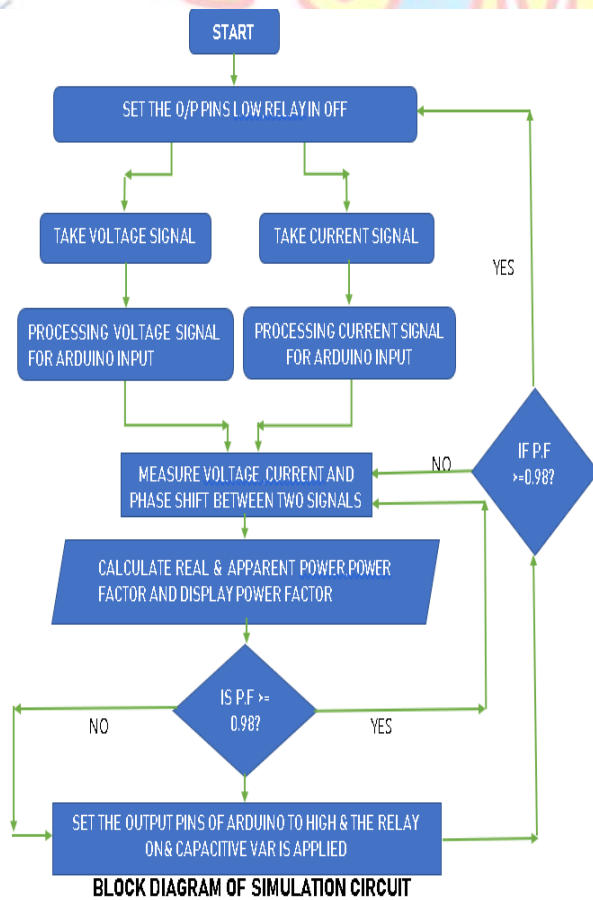 START
SET THE O/P PINS LOW,RELAY IN OFF
TAKE VOLTAGE SIGNAL
TAKE CURRENT SIGNAL
PROCESSING VOLTAGE SIGNAL
FOR ARDUINO INPUT
PROCESSING CURRENT SIGNAL
FOR ARDUINO INPUT
YES
IF P.F
>=0.98?
NO
MEASURE VOLTAGE ,CURRENT AND
PHASE SHIFT BETWEEN TWO SIGNALS
CALCULATE REAL & APPARENT POWER,POWER
FACTOR AND DISPLAY POWER FACTOR
IS P.F >=
0.98?
NO
YES
SET THE OUTPUT PINS OF ARDUINO TO HIGH & THE RELAY
ON& CAPACITIVE VAR IS APPLIED
BLOCK DIAGRAM OF SIMULATION CIRCUIT